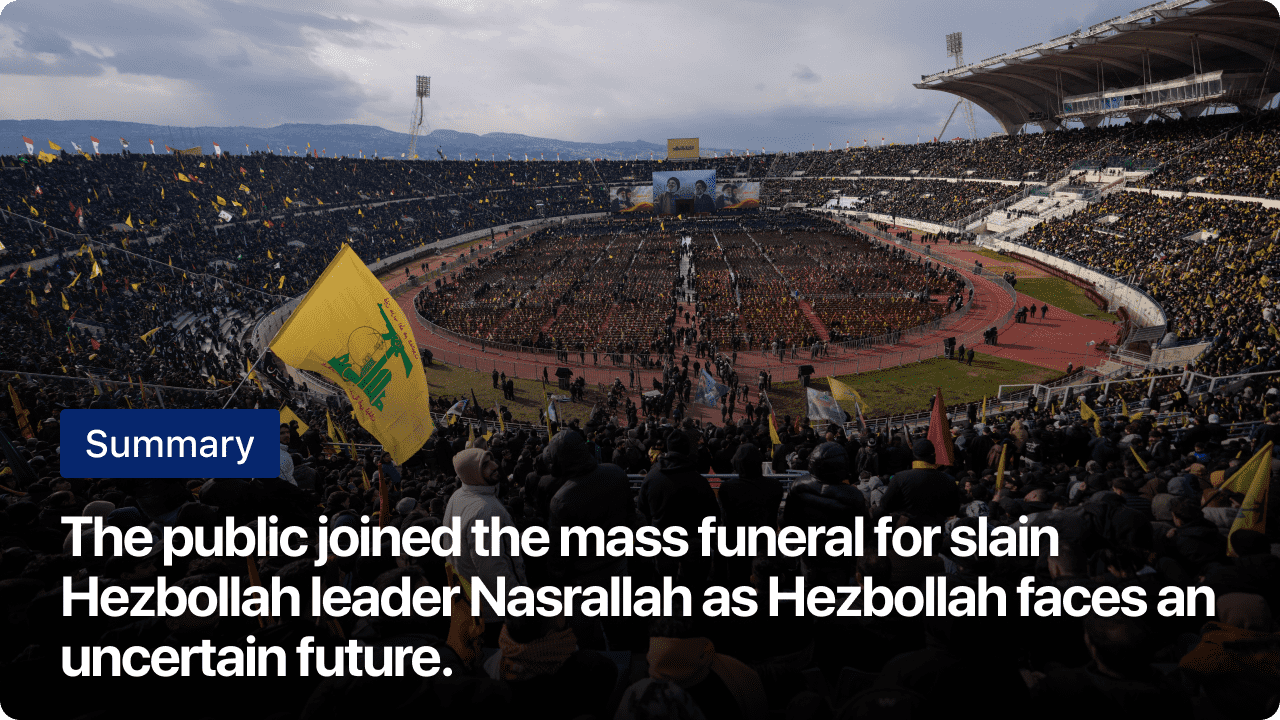 Summary
The public joined the mass funeral for slain
Hezbollah leader Nasrallah as Hezbollah faces an
uncertain future.